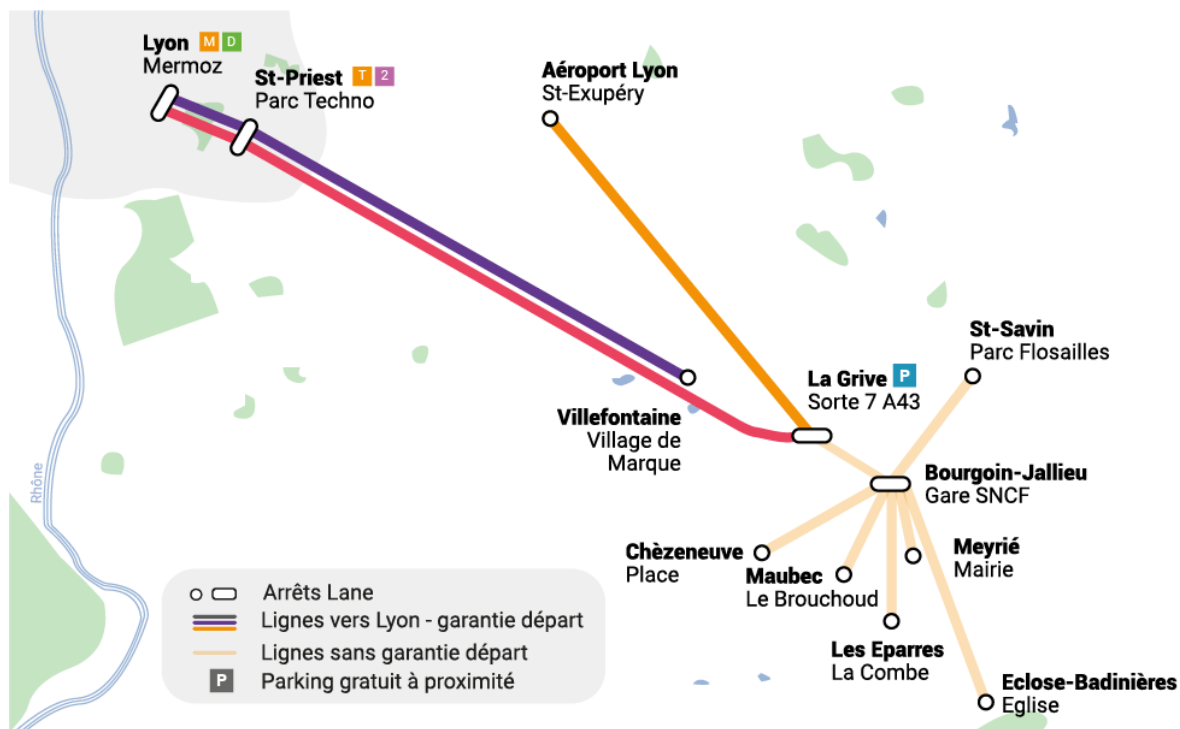 Lyon M D
Mermoz
St-Priest T 2
Parc Techno
Aéroport Lyon
St-Exupéry
St-Savin
Parc Flosailles
La Grive P
Sorte 7 A43
Villefontaine
Village de
Marque
Bourgoin-Jallieu
Gare SNCF
Rhône
Chèzeneuve
Place
Maubec
Le Brouchoud
Meyrié
Mairie
Les Eparres
La Combe
Eclose-Badinières
Eglise
Arrêts Lane
Lignes vers Lyon - garantie départ
Lignes sans garantie départ
P Parking gratuit à proximité